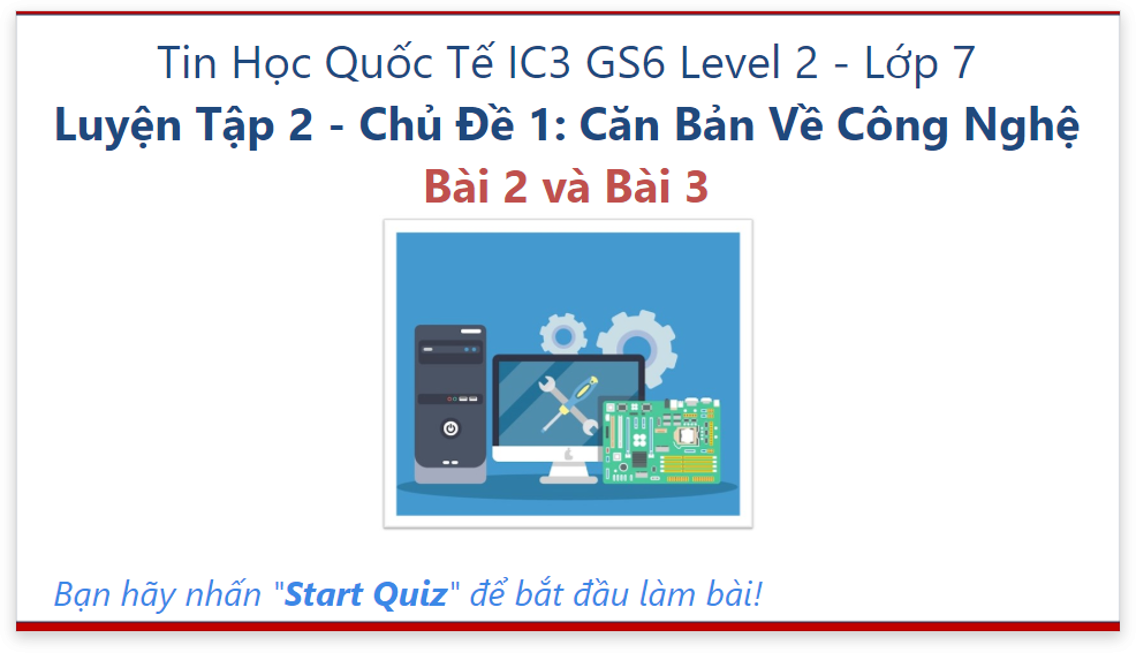 Tin Học Quốc Tế IC3 GS6 Level 2 - Lớp 7
Luyện Tập 2 - Chủ Đề 1: Căn Bản Về Công Nghệ
Bài 2 và Bài 3
Bạn hãy nhấn "Start Quiz" để bắt đầu làm bài!